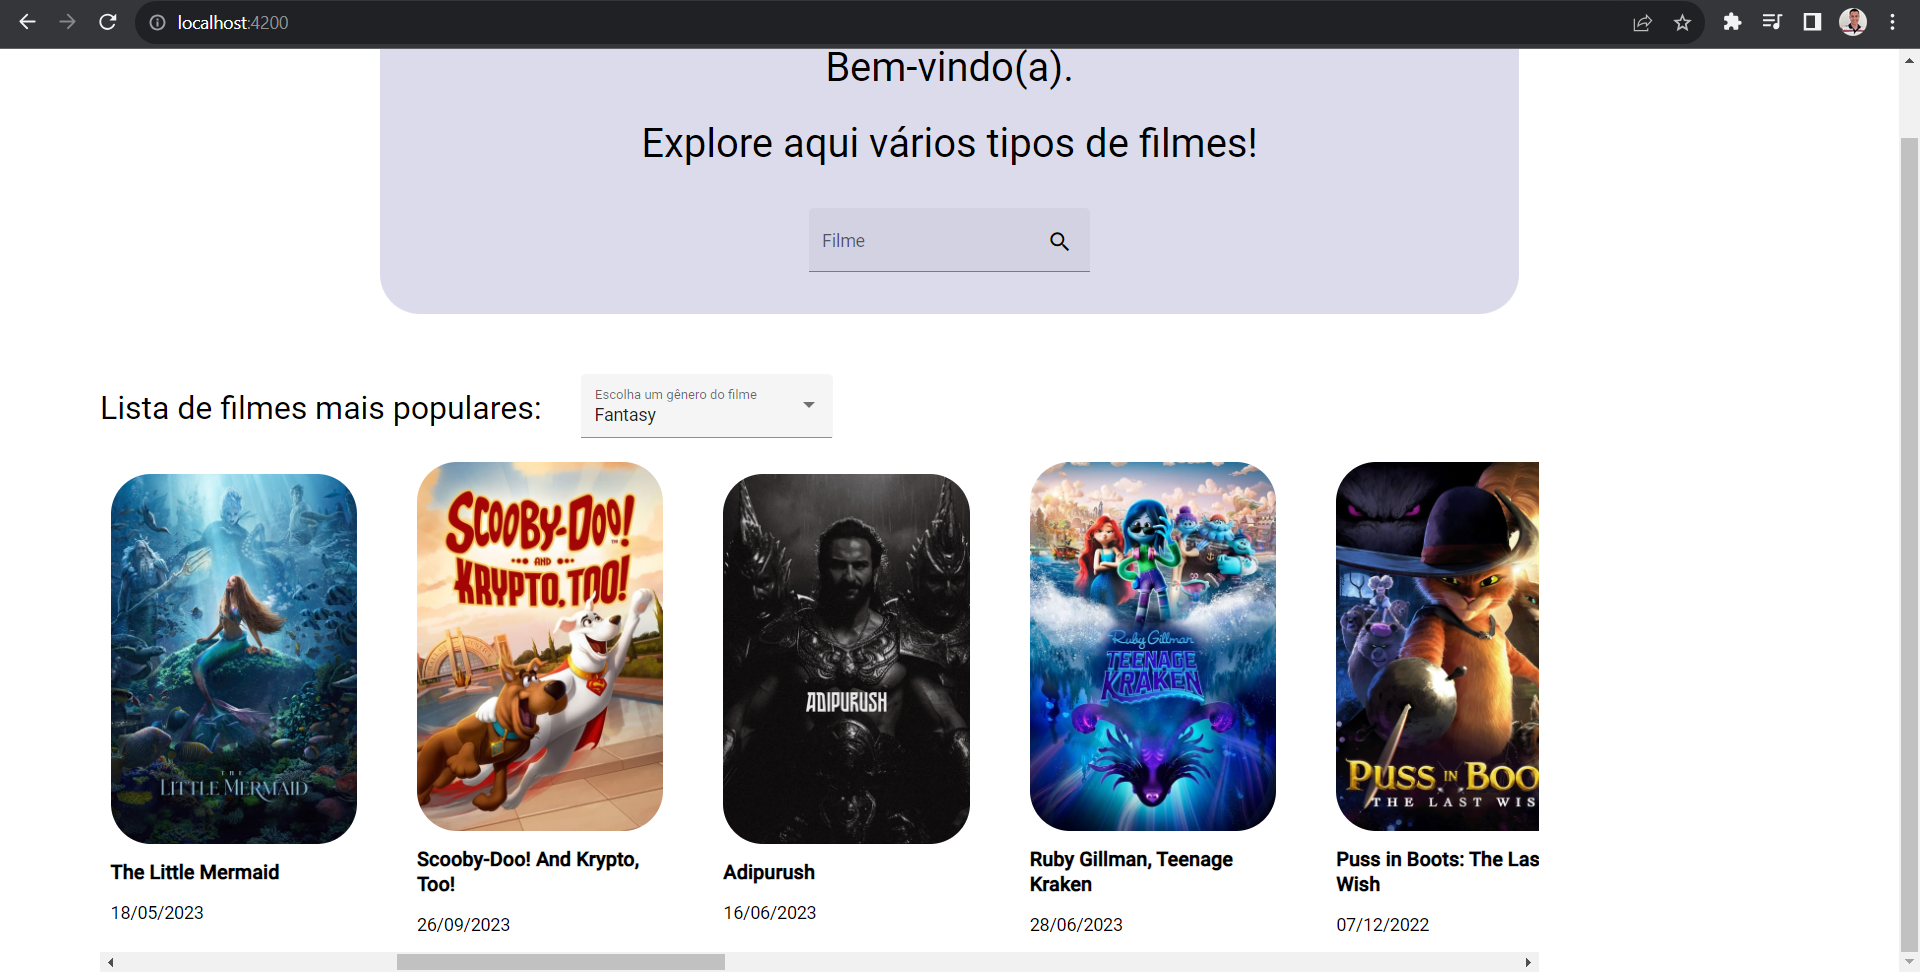 localhost:4200
Bem-vindo(a).
Explore aqui vários tipos de filmes!
Filme
Lista de filmes mais populares:
Escolha um gênero do filme
Fantasy
THE
LITTLE MERMAID
SCOOBY-DOO!
AND
KRYPTO, TOO!
ADIPURUSH
Ruby Gillman
TEENAGE
KRAKEN
PUSS IN BOO
THE LAST WIS
The Little Mermaid
18/05/2023
Scooby-Doo! And Krypto,
Too!
26/09/2023
Adipurush
16/06/2023
Ruby Gillman, Teenage
Kraken
28/06/2023
Puss in Boots: The Las
Wish
07/12/2022